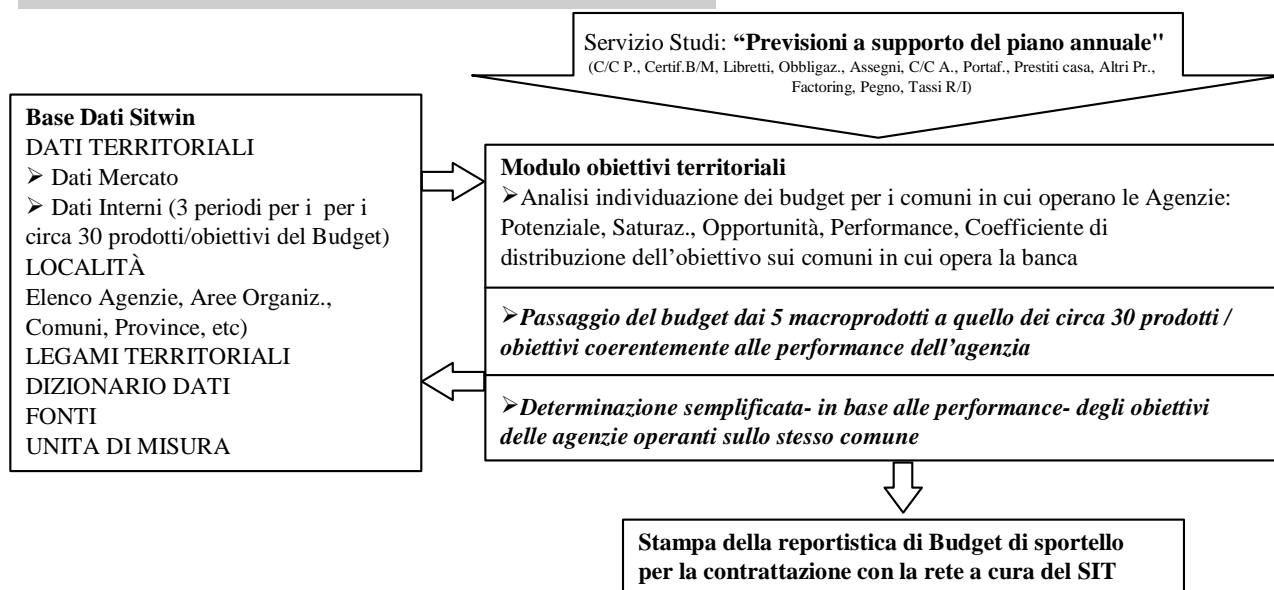 Servizio Studi: “Previsioni a supporto del piano annuale"
(C/C P., Certif.B/M, Libretti, Obbligaz., Assegni, C/C A., Portaf., Prestiti casa, Altri Pr.,
Factoring, Pegno, Tassi R/I)
Base Dati Sitwin
DATI TERRITORIALI
➢ Dati Mercato
➢ Dati Interni (3 periodi per i  per i
circa 30 prodotti/obiettivi del Budget)
LOCALITÀ
Elenco Agenzie, Aree Organiz.,
Comuni, Province, etc)
LEGAMI TERRITORIALI
DIZIONARIO DATI
FONTI
UNITA DI MISURA
Modulo obiettivi territoriali
➢Analisi individuazione dei budget per i comuni in cui operano le Agenzie:
Potenziale, Saturaz., Opportunità, Performance, Coefficiente di
distribuzione dell’obiettivo sui comuni in cui opera la banca
➢Passaggio del budget dai 5 macroprodotti a quello dei circa 30 prodotti /
obiettivi coerentemente alle performance dell’agenzia
➢Determinazione semplificata- in base alle performance- degli obiettivi
delle agenzie operanti sullo stesso comune
Stampa della reportistica di Budget di sportello
per la contrattazione con la rete a cura del SIT